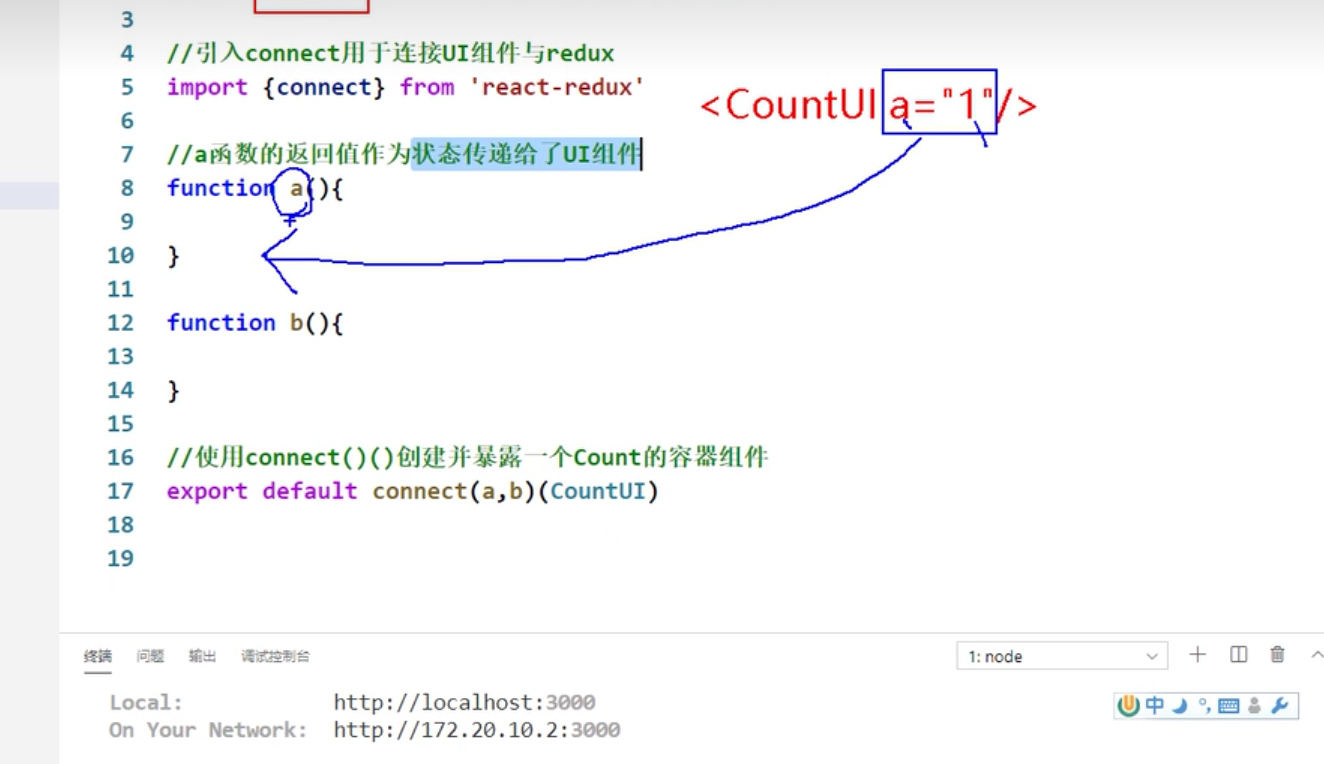 3
4 //引入connect用于连接UI组件与redux
5 import {connect} from 'react-redux'
<CountUI a="1"/>
6
7 //a函数的返回值作为状态传递给了UI组件
8 function a(){
9
10 }
11
12 function b(){
13
14 }
15
16 //使用connect()()创建并暴露一个Count的容器组件
17 export default connect(a,b)(CountUI)
18
19
终端 问题 输出 调试控制台 1: node
Local: http://localhost:3000
中
On Your Network: http://172.20.10.2:3000